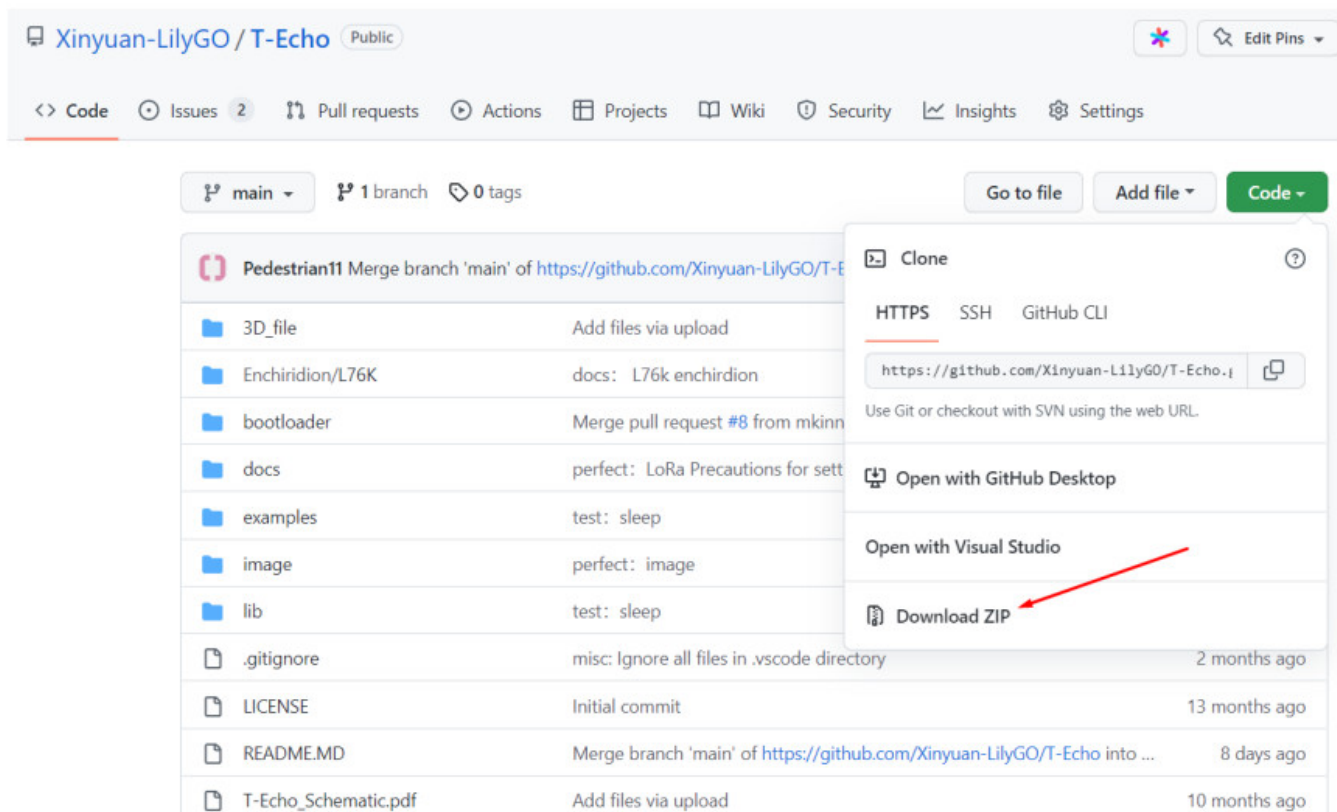 Xinyuan-LilyGO / T-Echo Public Edit Pins
Code Issues 2 Pull requests Actions Projects Wiki Security Insights Settings
main 1 branch 0 tags Go to file Add file Code
Pedestrian11 Merge branch 'main' of https://github.com/Xinyuan-LilyGO/T-E
Clone
HTTPS SSH GitHub CLI
https://github.com/Xinyuan-LilyGO/T-Echo.g
Use Git or checkout with SVN using the web URL.
Open with GitHub Desktop
Open with Visual Studio
Download ZIP
3D_file Add files via upload
Enchiridion/L76K docs: L76k enchirdion
bootloader Merge pull request #8 from mkinn
docs perfect: LoRa Precautions for sett
examples test: sleep
image perfect: image
lib test: sleep
.gitignore misc: Ignore all files in .vscode directory 2 months ago
LICENSE Initial commit 13 months ago
README.MD Merge branch 'main' of https://github.com/Xinyuan-LilyGO/T-Echo into ... 8 days ago
T-Echo_Schematic.pdf Add files via upload 10 months ago